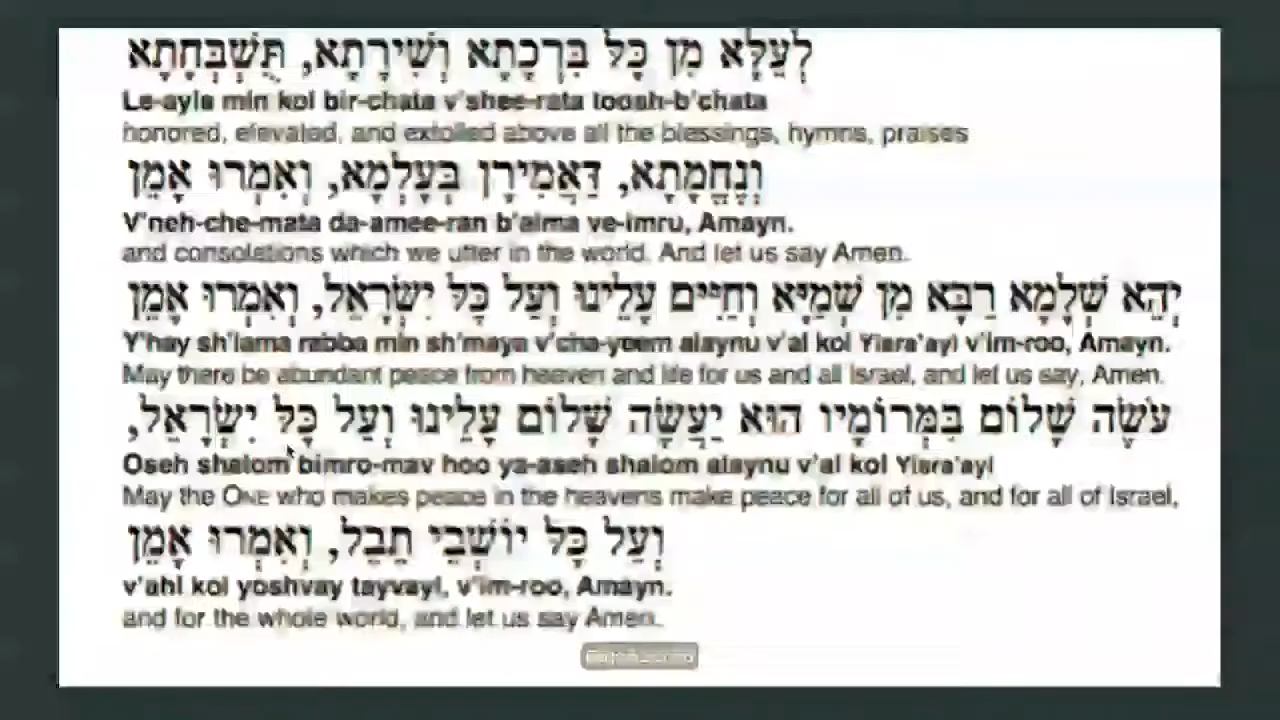 לְעֵלָּא מִן כָּל בִּרְכָתָא וְשִׁירָתָא, תֻּשְׁבְּחָתָא
Le-ayla min kol bir-chata v'shee-rata toosh-b'chata
honored, elevated, and extolled above all the blessings, hymns, praises
וְנֶחֱמָתָא, דַּאֲמִירָן בְּעָלְמָא, וְאִמְרוּ אָמֵן
V'neh-che-mata da-amee-ran b'alma ve-imru, Amayn.
and consolations which we utter in the world. And let us say Amen.
יְהֵא שְׁלָמָא רַבָּא מִן שְׁמַיָּא וְחַיִּים עָלֵינוּ וְעַל כָּל יִשְׂרָאֵל, וְאִמְרוּ אָמֵן
Y'hay sh'lama rabba min sh'maya v'cha-yeem alaynu v'al kol Yisra'ayl v'im-roo, Amayn.
May there be abundant peace from heaven and life for us and all Israel, and let us say, Amen.
עֹשֶׂה שָׁלוֹם בִּמְרוֹמָיו הוּא יַעֲשֶׂה שָׁלוֹם עָלֵינוּ וְעַל כָּל יִשְׂרָאֵל,
Oseh shalom bimro-mav hoo ya-aseh shalom alaynu v'al kol Yisra'ayl
May the ONE who makes peace in the heavens make peace for all of us, and for all of Israel,
וְעַל כָּל יוֹשְׁבֵי תֵבֵל, וְאִמְרוּ אָמֵן
v'ahl kol yoshvay tayvayl, v'im-roo, Amayn.
and for the whole world, and let us say Amen.